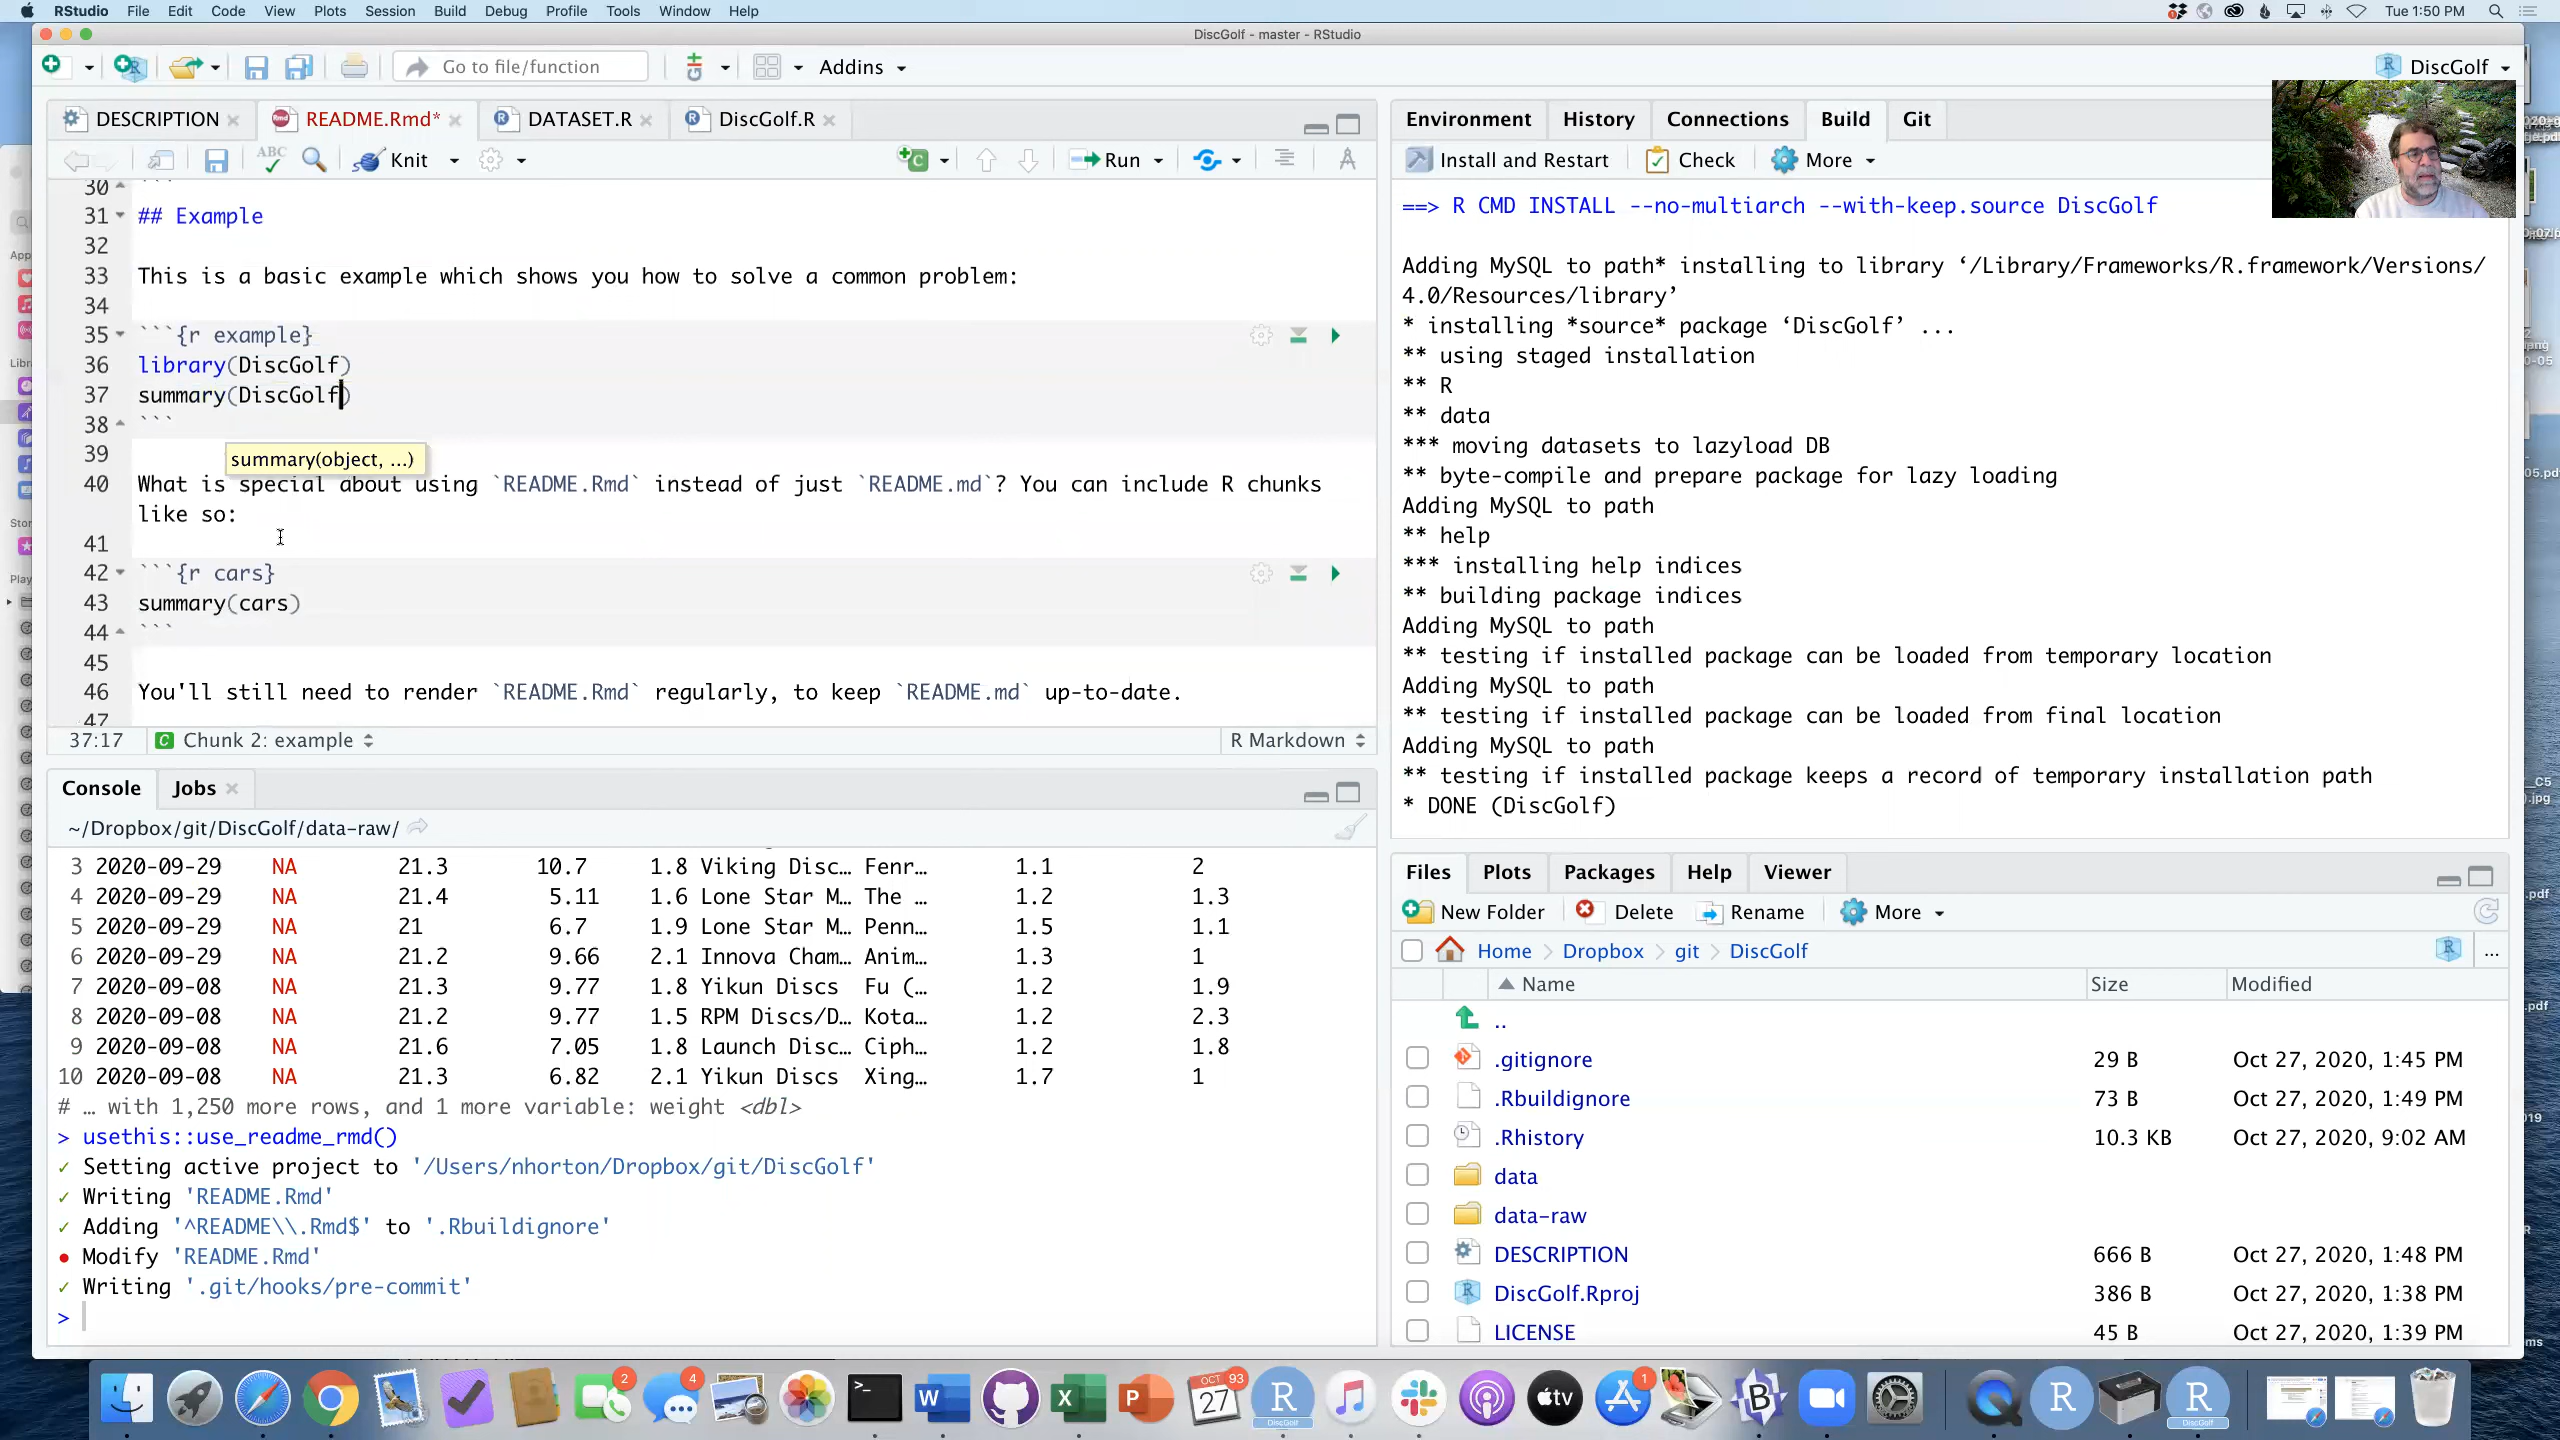 RStudio File Edit Code View Plots Session Build Debug Profile Tools Window Help Tue 1:50 PM
DiscGolf - master - RStudio
Go to file/function Addins DiscGolf
DESCRIPTION README.Rmd* DATASET.R DiscGolf.R
ABC Knit Run
30 ```
31 ## Example
32
33 This is a basic example which shows you how to solve a common problem:
34
35 ```{r example}
36 library(DiscGolf)
37 summary(DiscGolf)
38 ```
39
summary(object, ...)
40 What is special about using `README.Rmd` instead of just `README.md`? You can include R chunks
like so:
41
42 ```{r cars}
43 summary(cars)
44 ```
45
46 You'll still need to render `README.Rmd` regularly, to keep `README.md` up-to-date.
47
37:17 Chunk 2: example R Markdown
Console Jobs
~/Dropbox/git/DiscGolf/data-raw/
3 2020-09-29 NA 21.3 10.7 1.8 Viking Disc… Fenr… 1.1 2
4 2020-09-29 NA 21.4 5.11 1.6 Lone Star M… The … 1.2 1.3
5 2020-09-29 NA 21 6.7 1.9 Lone Star M… Penn… 1.5 1.1
6 2020-09-29 NA 21.2 9.66 2.1 Innova Cham… Anim… 1.3 1
7 2020-09-08 NA 21.3 9.77 1.8 Yikun Discs Fu (… 1.2 1.9
8 2020-09-08 NA 21.2 9.77 1.5 RPM Discs/D… Kota… 1.2 2.3
9 2020-09-08 NA 21.6 7.05 1.8 Launch Disc… Ciph… 1.2 1.8
10 2020-09-08 NA 21.3 6.82 2.1 Yikun Discs Xing… 1.7 1
# … with 1,250 more rows, and 1 more variable: weight <dbl>
> usethis::use_readme_rmd()
✓ Setting active project to '/Users/nhorton/Dropbox/git/DiscGolf'
✓ Writing 'README.Rmd'
✓ Adding '^README\\.Rmd$' to '.Rbuildignore'
● Modify 'README.Rmd'
✓ Writing '.git/hooks/pre-commit'
>
Environment History Connections Build Git
Install and Restart Check More
==> R CMD INSTALL --no-multiarch --with-keep.source DiscGolf
Adding MySQL to path* installing to library ‘/Library/Frameworks/R.framework/Versions/
4.0/Resources/library’
* installing *source* package ‘DiscGolf’ ...
** using staged installation
** R
** data
*** moving datasets to lazyload DB
** byte-compile and prepare package for lazy loading
Adding MySQL to path
** help
*** installing help indices
** building package indices
Adding MySQL to path
** testing if installed package can be loaded from temporary location
Adding MySQL to path
** testing if installed package can be loaded from final location
Adding MySQL to path
** testing if installed package keeps a record of temporary installation path
* DONE (DiscGolf)
Files Plots Packages Help Viewer
New Folder Delete Rename More
Home Dropbox git DiscGolf ...
Name Size Modified
..
.gitignore 29 B Oct 27, 2020, 1:45 PM
.Rbuildignore 73 B Oct 27, 2020, 1:49 PM
.Rhistory 10.3 KB Oct 27, 2020, 9:02 AM
data
data-raw
DESCRIPTION 666 B Oct 27, 2020, 1:48 PM
DiscGolf.Rproj 386 B Oct 27, 2020, 1:38 PM
LICENSE 45 B Oct 27, 2020, 1:39 PM
2 4 OCT 93 27 1 tv
DiscGolf DiscGolf